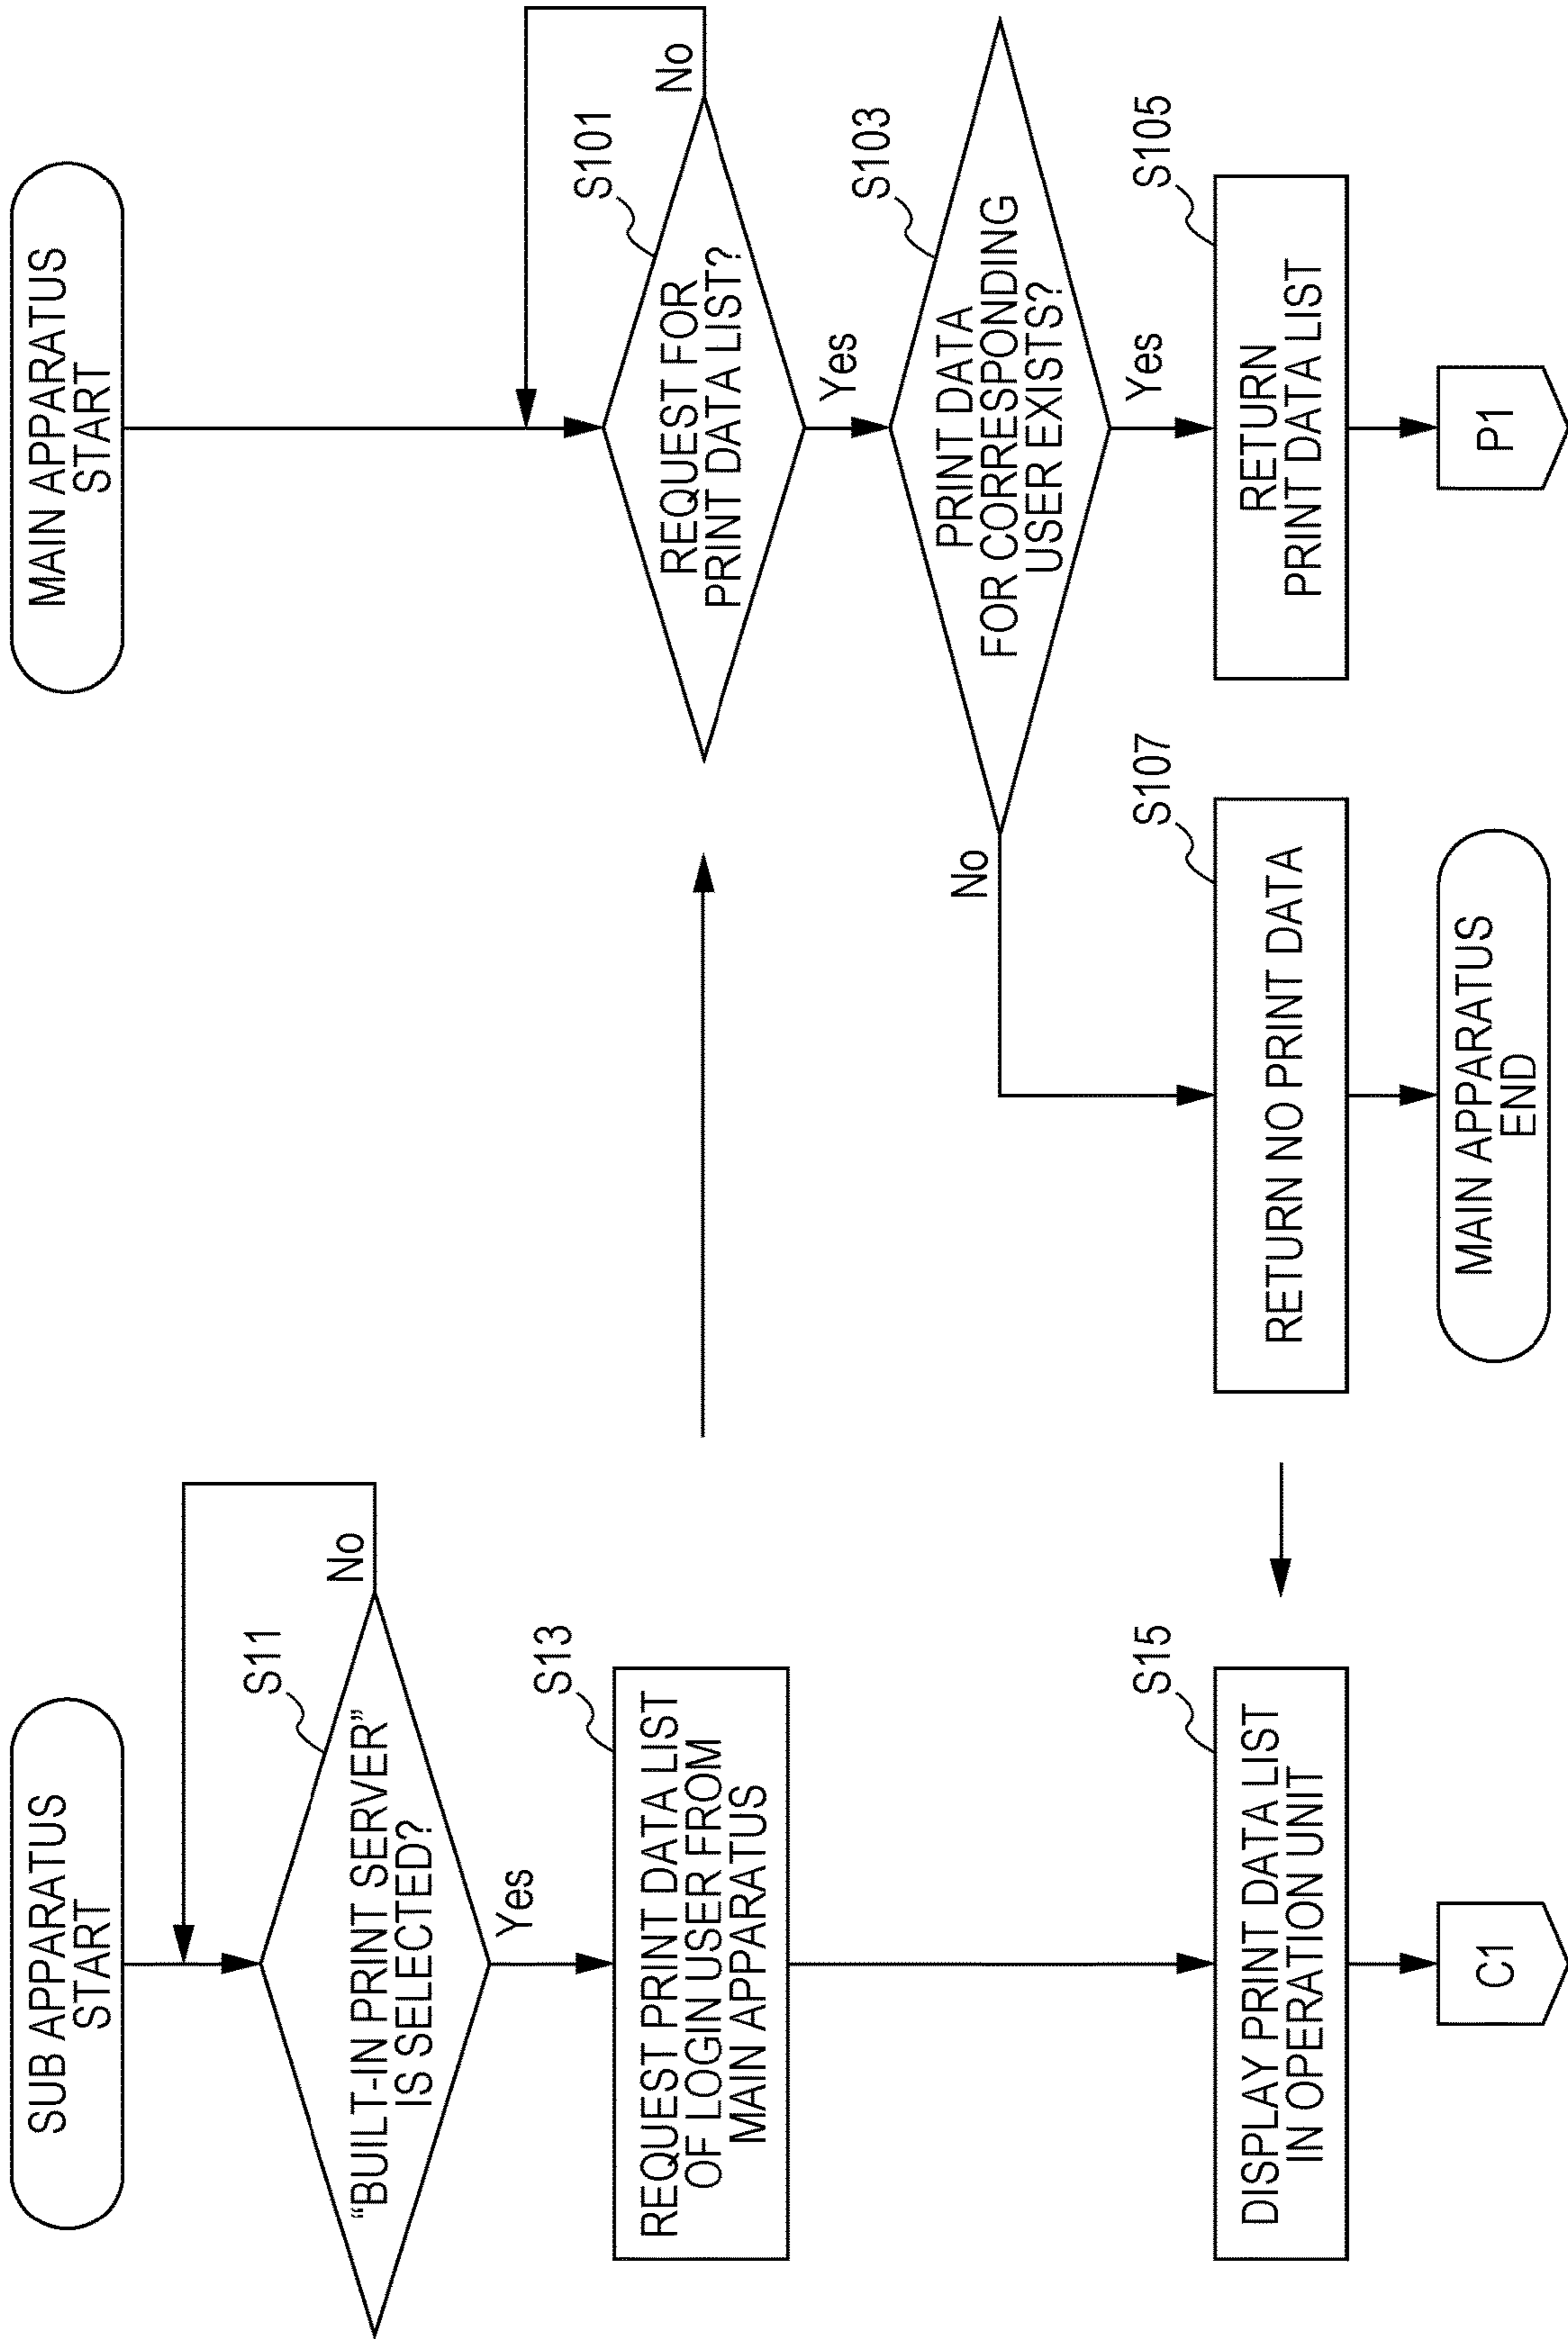 SUB APPARATUS
START
S11
"BUILT-IN PRINT SERVER"
IS SELECTED?
No
Yes
S13
REQUEST PRINT DATA LIST
OF LOGIN USER FROM
MAIN APPARATUS
S15
DISPLAY PRINT DATA LIST
IN OPERATION UNIT
C1
MAIN APPARATUS
START
S101
REQUEST FOR
PRINT DATA LIST?
No
Yes
S103
PRINT DATA
FOR CORRESPONDING
USER EXISTS?
No
Yes
S107
RETURN NO PRINT DATA
MAIN APPARATUS
END
S105
RETURN
PRINT DATA LIST
P1